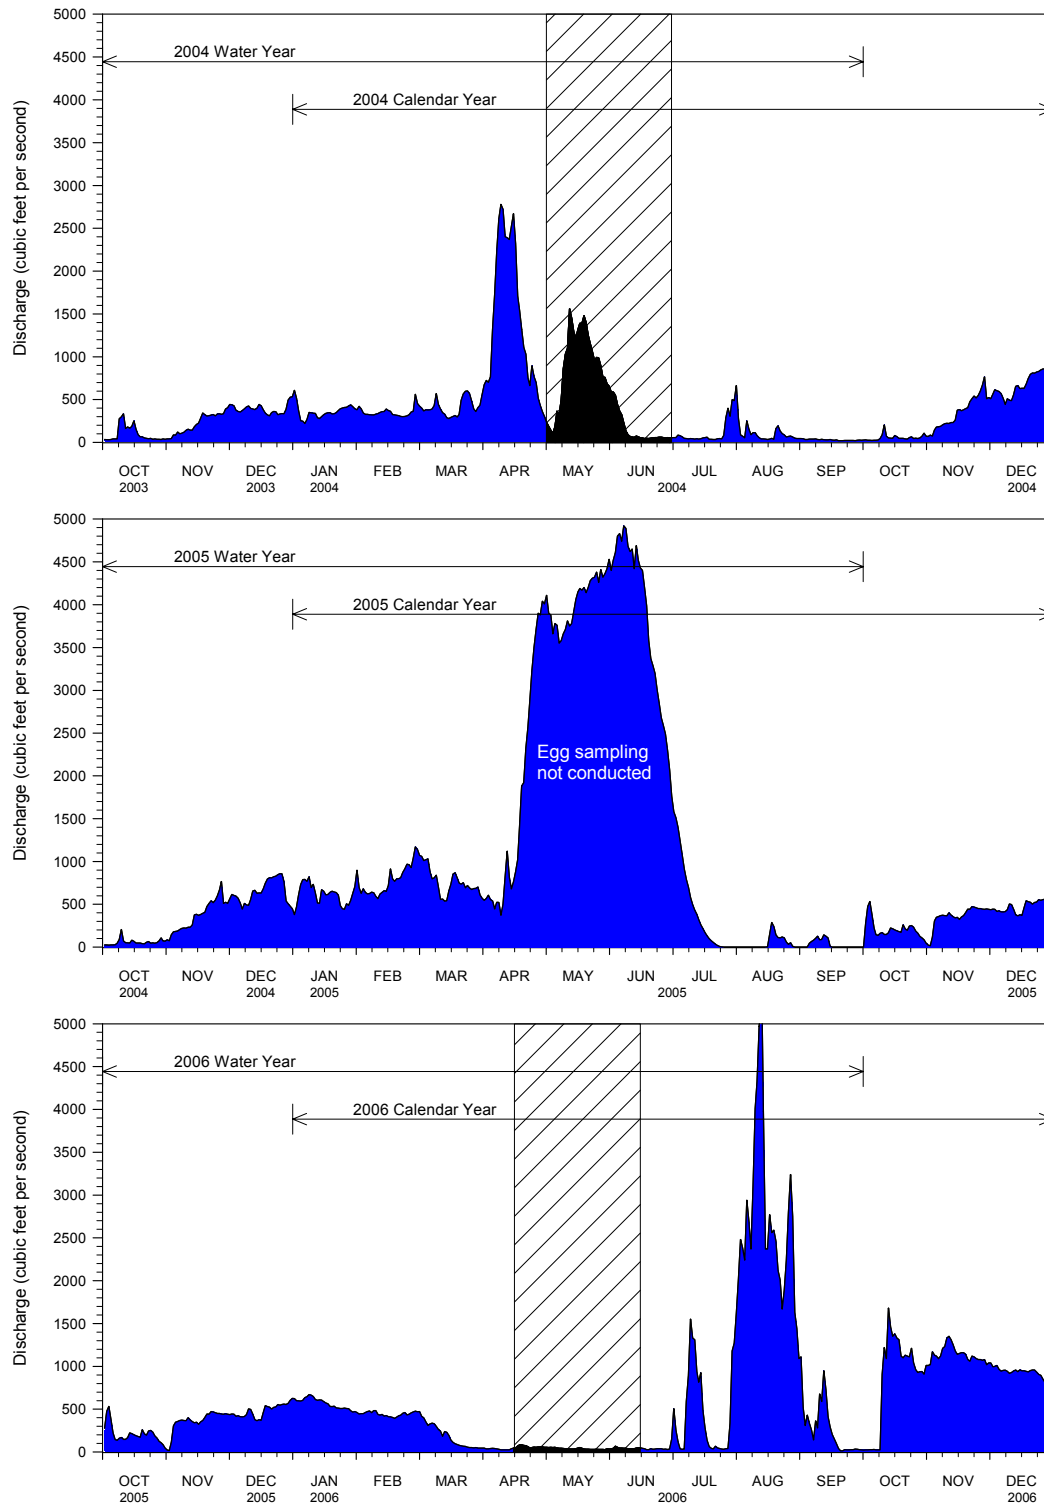 5000
2004 Water Year
4500
2004 Calendar Year
4000
3500
3000
2500
2000
1500
1000
500
0
Discharge (cubic feet per second)
OCT NOV DEC JAN FEB MAR APR MAY JUN JUL AUG SEP OCT NOV DEC
2003 2003 2004 2004 2004
5000
2005 Water Year
4500
2005 Calendar Year
4000
3500
3000
2500
Egg sampling
not conducted
2000
1500
1000
500
0
Discharge (cubic feet per second)
OCT NOV DEC JAN FEB MAR APR MAY JUN JUL AUG SEP OCT NOV DEC
2004 2004 2005 2005 2005
5000
2006 Water Year
4500
2006 Calendar Year
4000
3500
3000
2500
2000
1500
1000
500
0
Discharge (cubic feet per second)
OCT NOV DEC JAN FEB MAR APR MAY JUN JUL AUG SEP OCT NOV DEC
2005 2005 2006 2006 2006